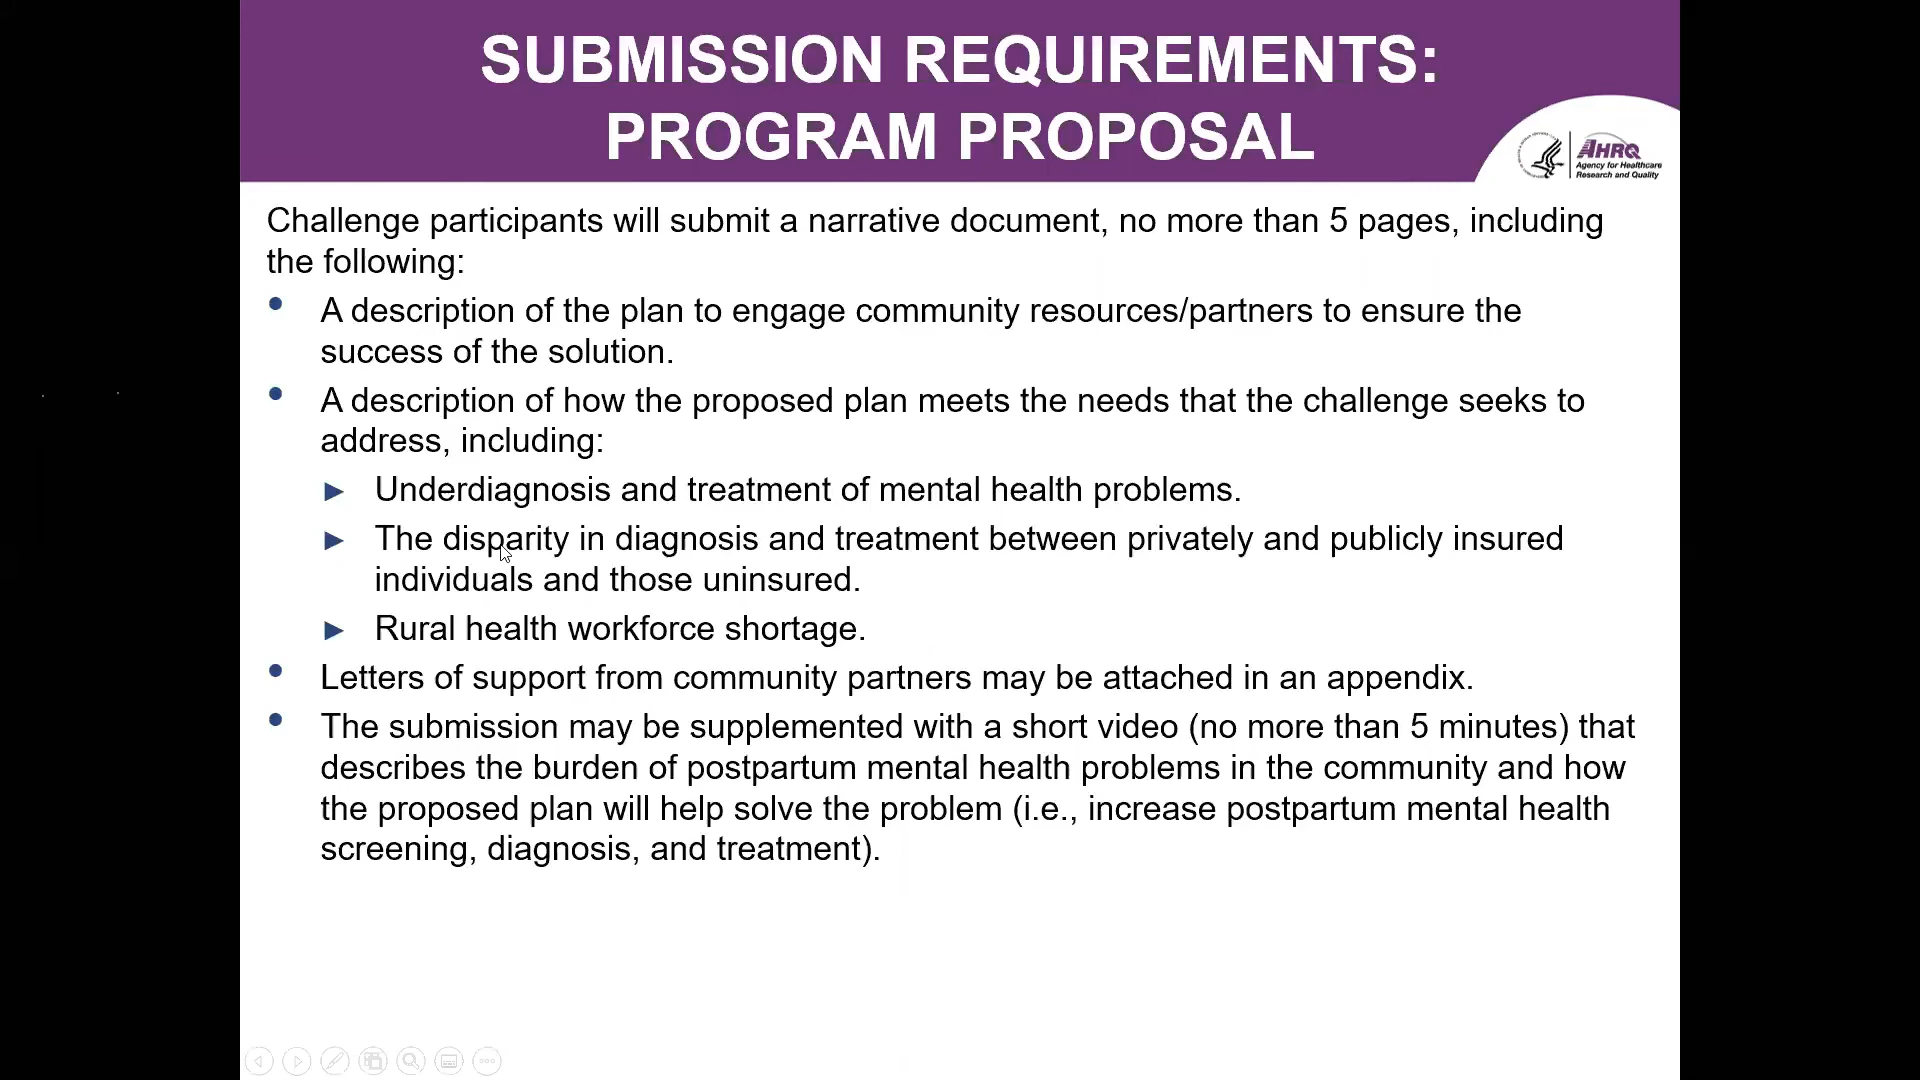 SUBMISSION REQUIREMENTS:
PROGRAM PROPOSAL
AHRQ
Agency for Healthcare
Research and Quality
Challenge participants will submit a narrative document, no more than 5 pages, including
the following:
• A description of the plan to engage community resources/partners to ensure the
success of the solution.
• A description of how the proposed plan meets the needs that the challenge seeks to
address, including:
► Underdiagnosis and treatment of mental health problems.
► The disparity in diagnosis and treatment between privately and publicly insured
individuals and those uninsured.
► Rural health workforce shortage.
• Letters of support from community partners may be attached in an appendix.
• The submission may be supplemented with a short video (no more than 5 minutes) that
describes the burden of postpartum mental health problems in the community and how
the proposed plan will help solve the problem (i.e., increase postpartum mental health
screening, diagnosis, and treatment).